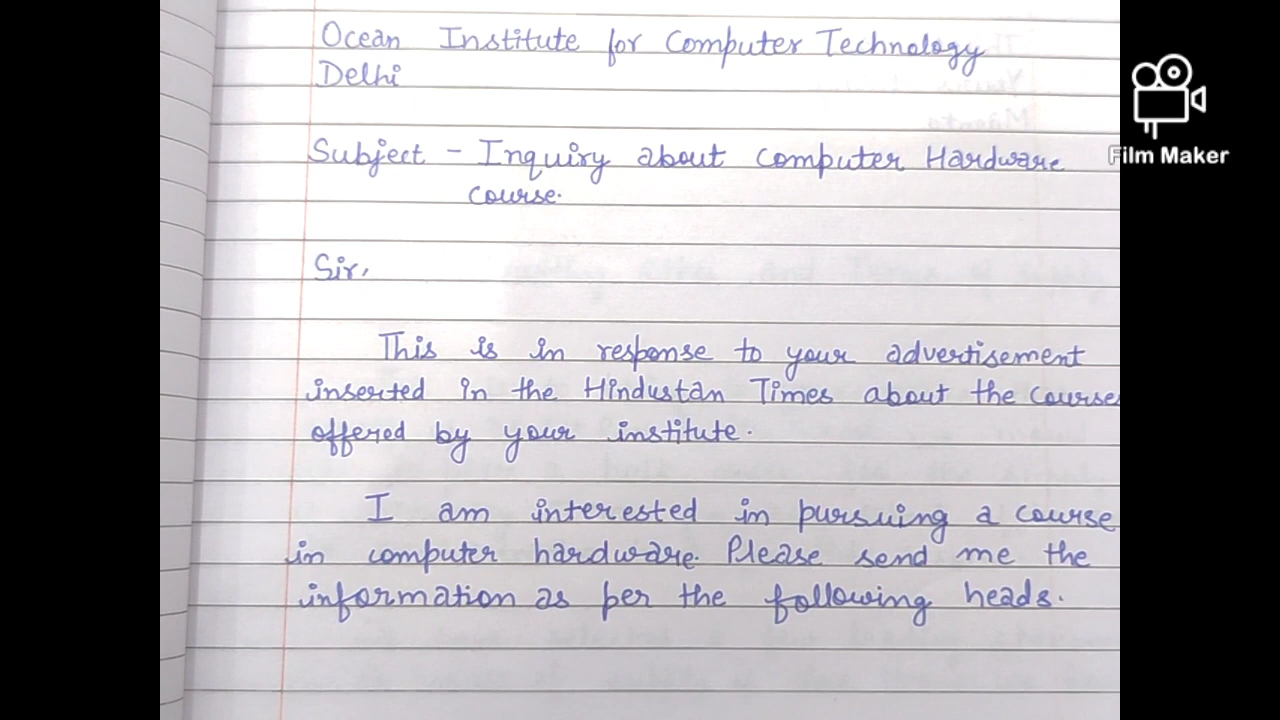 Ocean Institute for Computer Technology
Delhi
Film Maker
Subject - Inquiry about Computer Hardware
Course.
Sir,
This is in response to your advertisement
inserted in the Hindustan Times about the courses
offered by your institute.
I am interested in pursuing a course
in computer hardware. Please send me the
information as per the following heads.